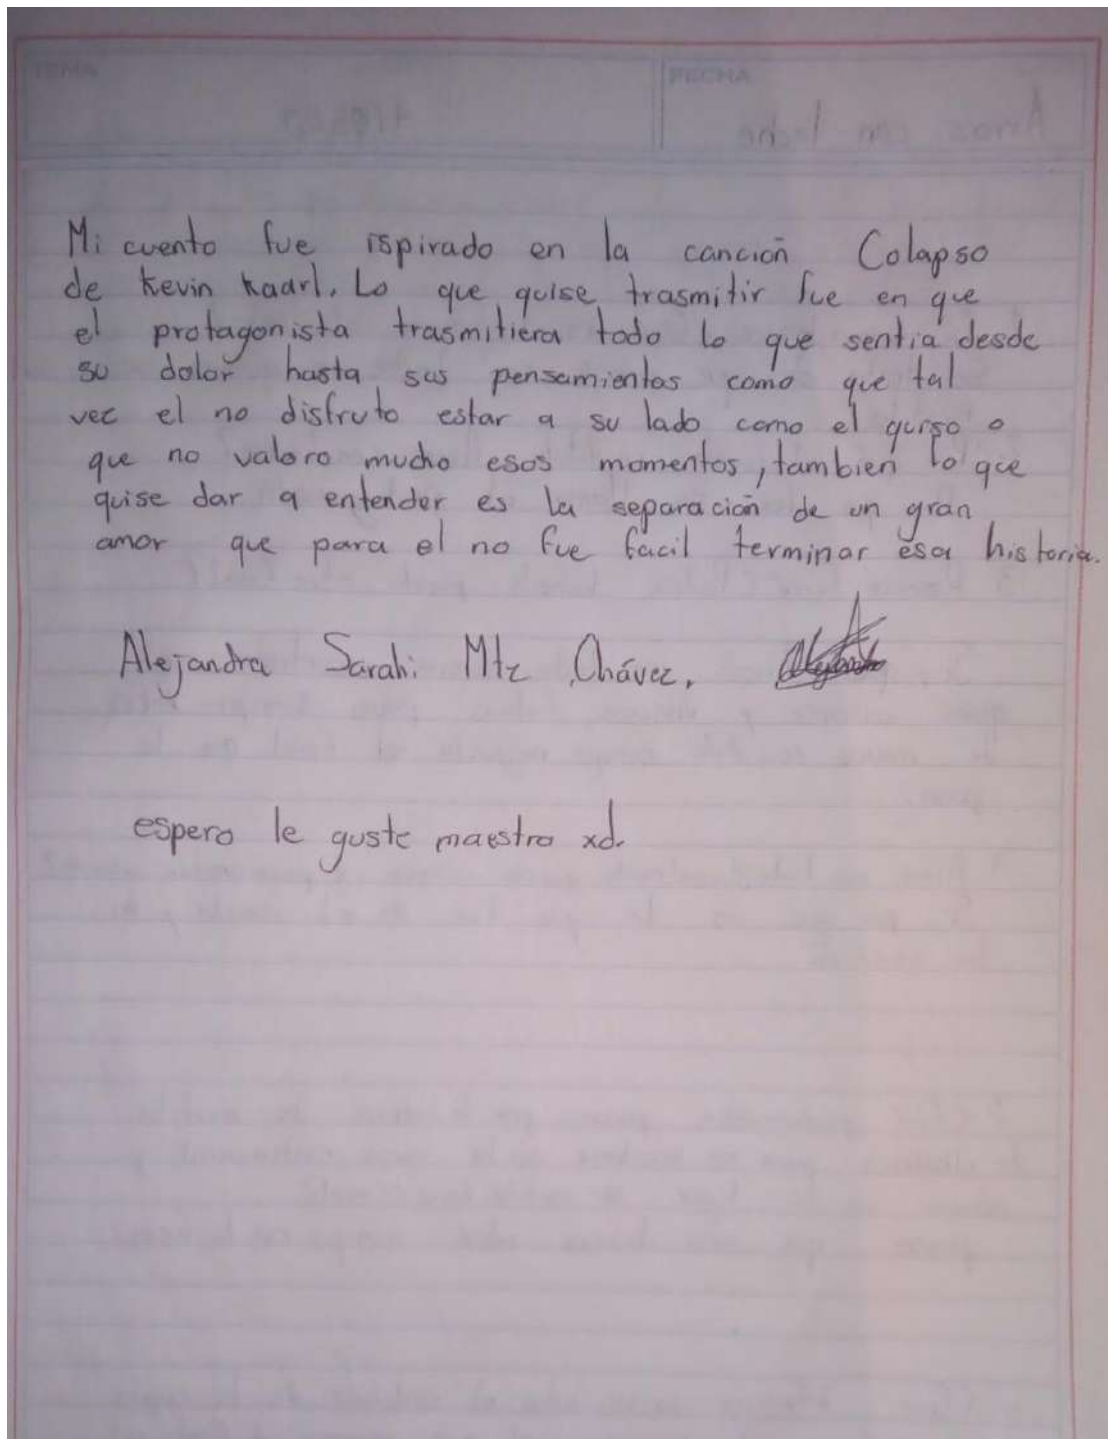 TEMA
FECHA
Mi cuento fue ispirado en la canción Colapso
de Kevin Kaarl. Lo que quise trasmitir fue en que
el protagonista trasmitiera todo lo que sentia desde
su dolor hasta sus pensamientos como que tal
vez el no disfruto estar a su lado como el o
que no valoro mucho esos momentos, tambien lo que
quise dar a entender es la separación de un gran
amor que para el no fue facil terminar esa historia.
Alejandra Sarahi Mtz Chávez.
espero le guste maestro xd.